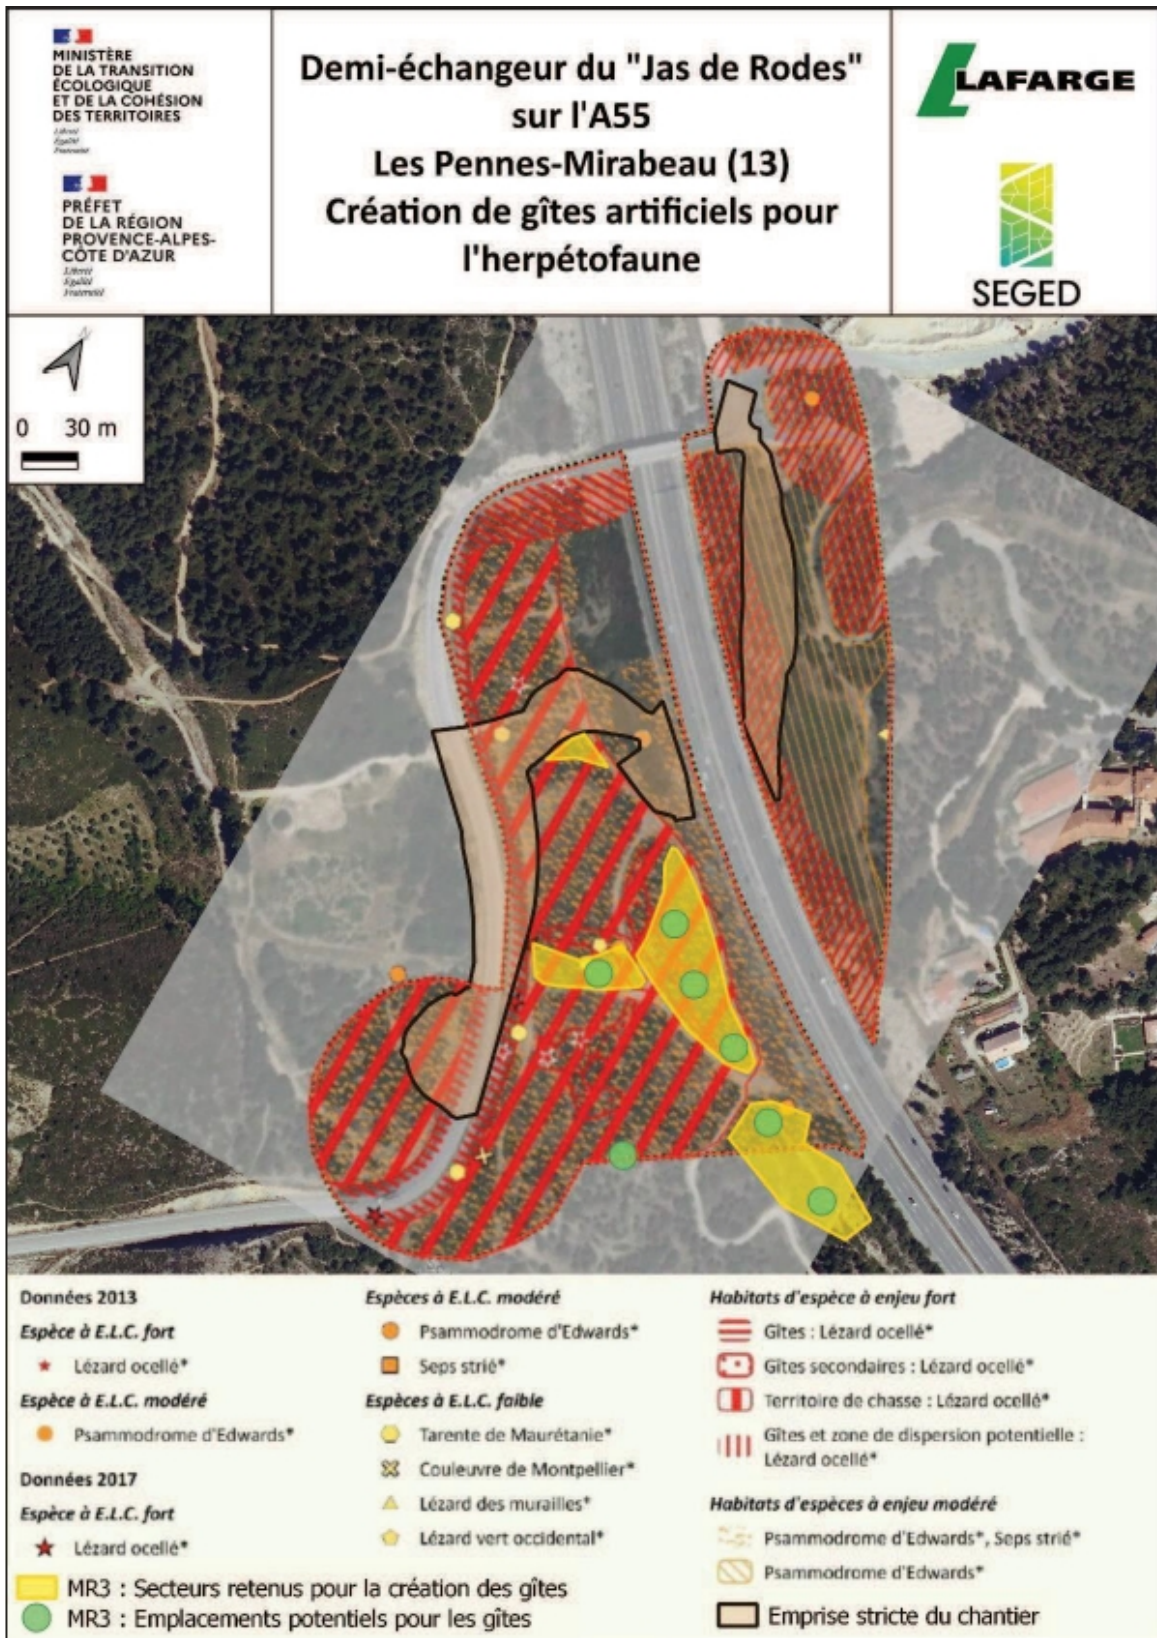 MINISTÈRE
DE LA TRANSITION
ÉCOLOGIQUE
ET DE LA COHÉSION
DES TERRITOIRES
Liberté
Égalité
Fraternité
PRÉFET
DE LA RÉGION
PROVENCE-ALPES-
CÔTE D'AZUR
Liberté
Égalité
Fraternité
Demi-échangeur du "Jas de Rodes"
sur l'A55
Les Pennes-Mirabeau (13)
Création de gîtes artificiels pour
l'herpétofaune
LAFARGE
SEGED
0 30 m
Données 2013
Espèce à E.L.C. fort
Lézard ocellé*
Espèce à E.L.C. modéré
Psammodrome d'Edwards*
Données 2017
Espèce à E.L.C. fort
Lézard ocellé*
Espèces à E.L.C. modéré
Psammodrome d'Edwards*
Seps strié*
Espèces à E.L.C. faible
Tarente de Maurétanie*
Couleuvre de Montpellier*
Lézard des murailles*
Lézard vert occidental*
Habitats d'espèce à enjeu fort
Gîtes : Lézard ocellé*
Gîtes secondaires : Lézard ocellé*
Territoire de chasse : Lézard ocellé*
Gîtes et zone de dispersion potentielle :
Lézard ocellé*
Habitats d'espèces à enjeu modéré
Psammodrome d'Edwards*, Seps strié*
Psammodrome d'Edwards*
Emprise stricte du chantier
MR3 : Secteurs retenus pour la création des gîtes
MR3 : Emplacements potentiels pour les gîtes